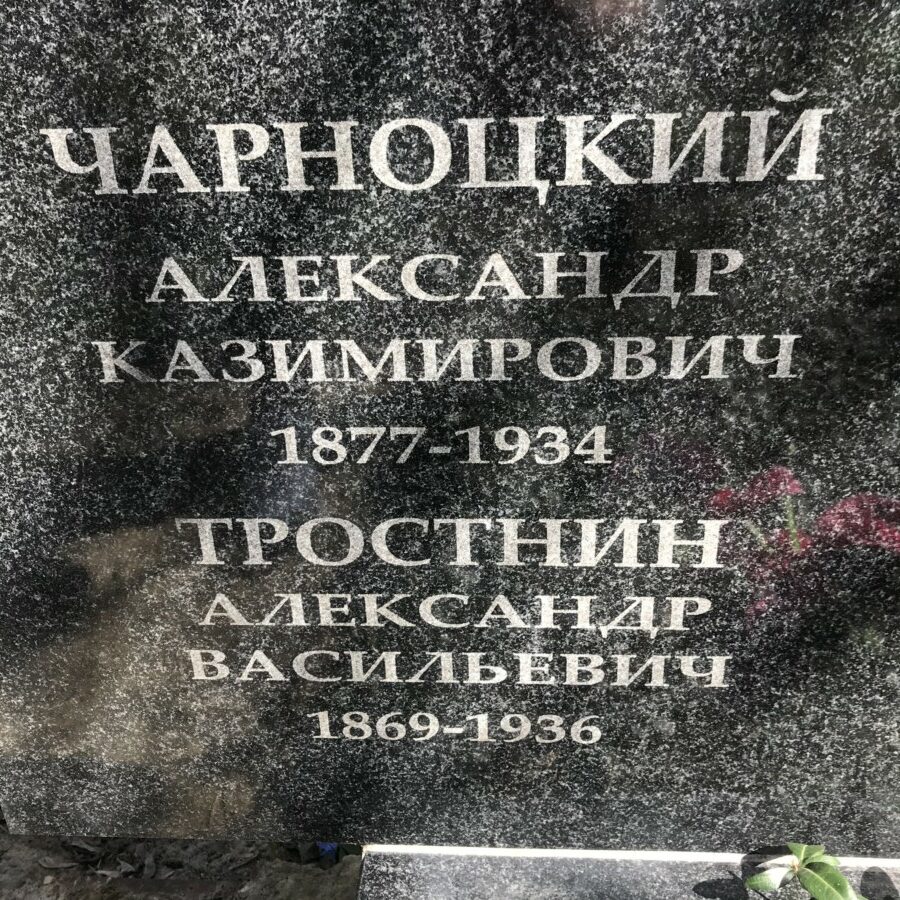 ЧАРНОЦКИЙ
АЛЕКСАНДР
КАЗИМИРОВИЧ
1877-1934
ТРОСТНИН
АЛЕКСАНДР
ВАСИЛЬЕВИЧ
1869-1936